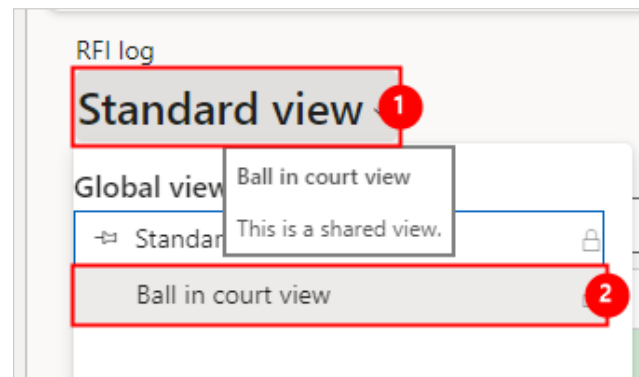 RFI log
Standard view
1
Ball in court view
Global view
This is a shared view.
Standar
Ball in court view
2